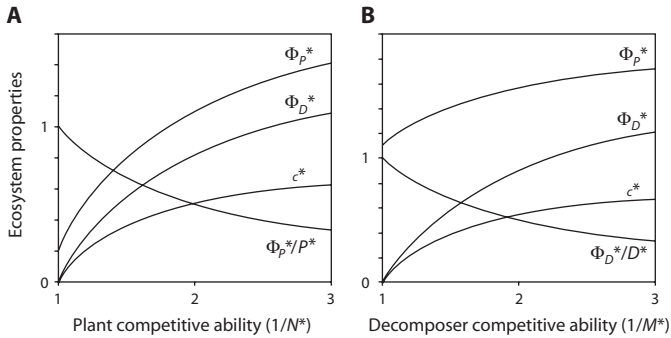 A
Φ_P*
Φ_D*
c*
Φ_P*/P*
1
0
1
2
3
Ecosystem properties
Plant competitive ability (1/N*)
B
Φ_P*
Φ_D*
c*
Φ_D*/D*
1
0
1
2
3
Decomposer competitive ability (1/M*)